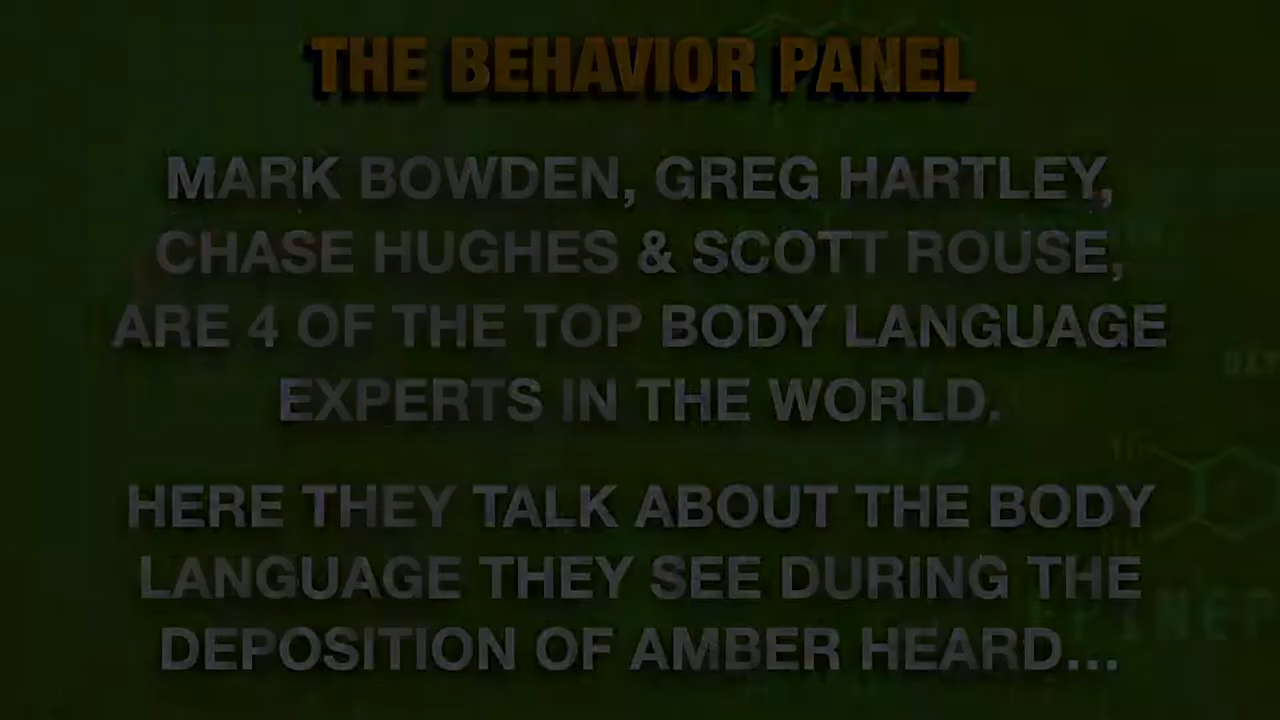 THE BEHAVIOR PANEL
MARK BOWDEN, GREG HARTLEY,
CHASE HUGHES & SCOTT ROUSE,
ARE 4 OF THE TOP BODY LANGUAGE
EXPERTS IN THE WORLD.
HERE THEY TALK ABOUT THE BODY
LANGUAGE THEY SEE DURING THE
DEPOSITION OF AMBER HEARD...